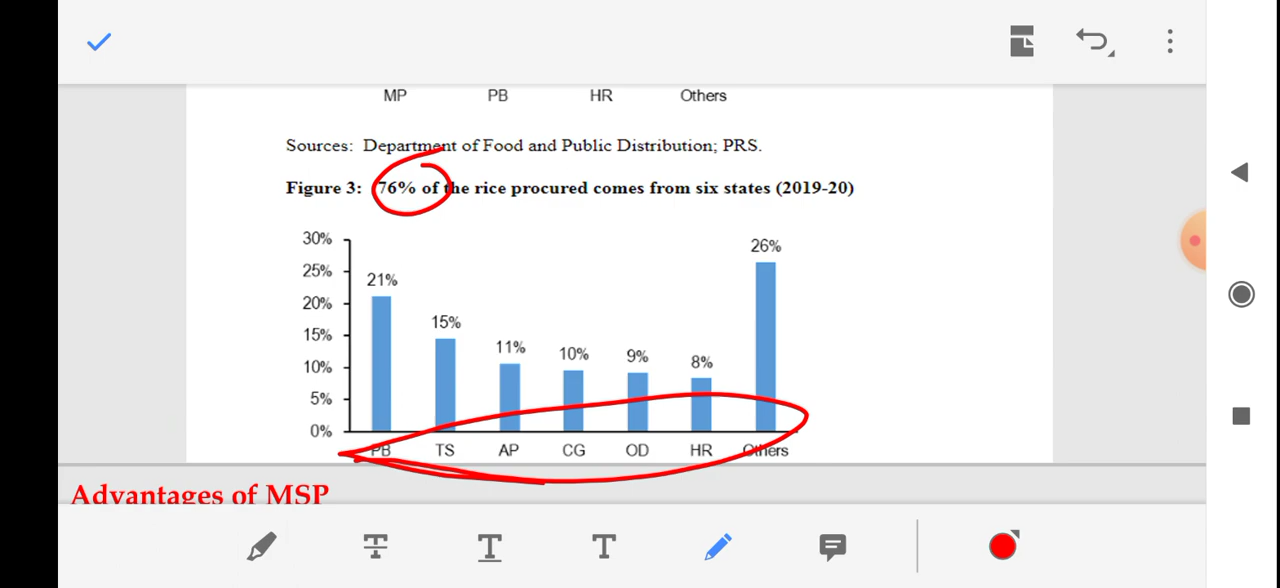 MP PB HR Others
Sources: Department of Food and Public Distribution; PRS.
Figure 3: 76% of the rice procured comes from six states (2019-20)
30%
25%
20%
15%
10%
5%
0%
21%
15%
11%
10%
9%
8%
26%
PB TS AP CG OD HR Others
Advantages of MSP
T T T